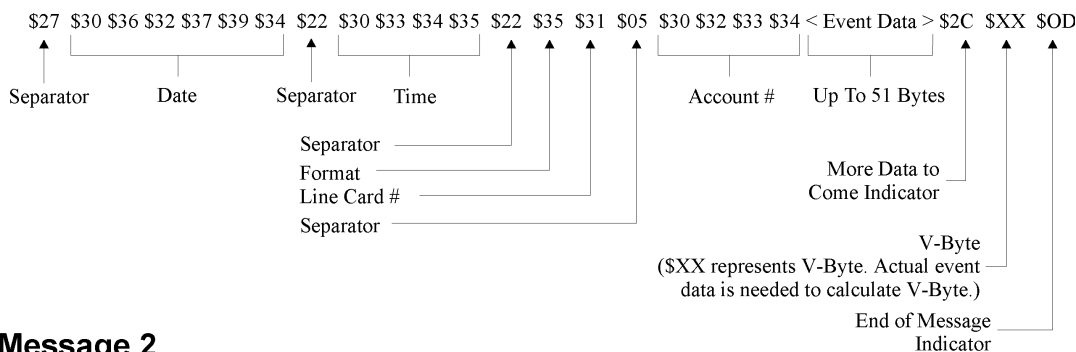 $27 $30 $36 $32 $37 $39 $34 $22 $30 $33 $34 $35 $22 $35 $31 $05 $30 $32 $33 $34 < Event Data > $2C $XX $OD
Separator Date Separator Time Account # Up To 51 Bytes
Separator
Format
Line Card #
Separator
More Data to
Come Indicator
V-Byte
($XX represents V-Byte. Actual event
data is needed to calculate V-Byte.)
End of Message
Indicator
Message 2